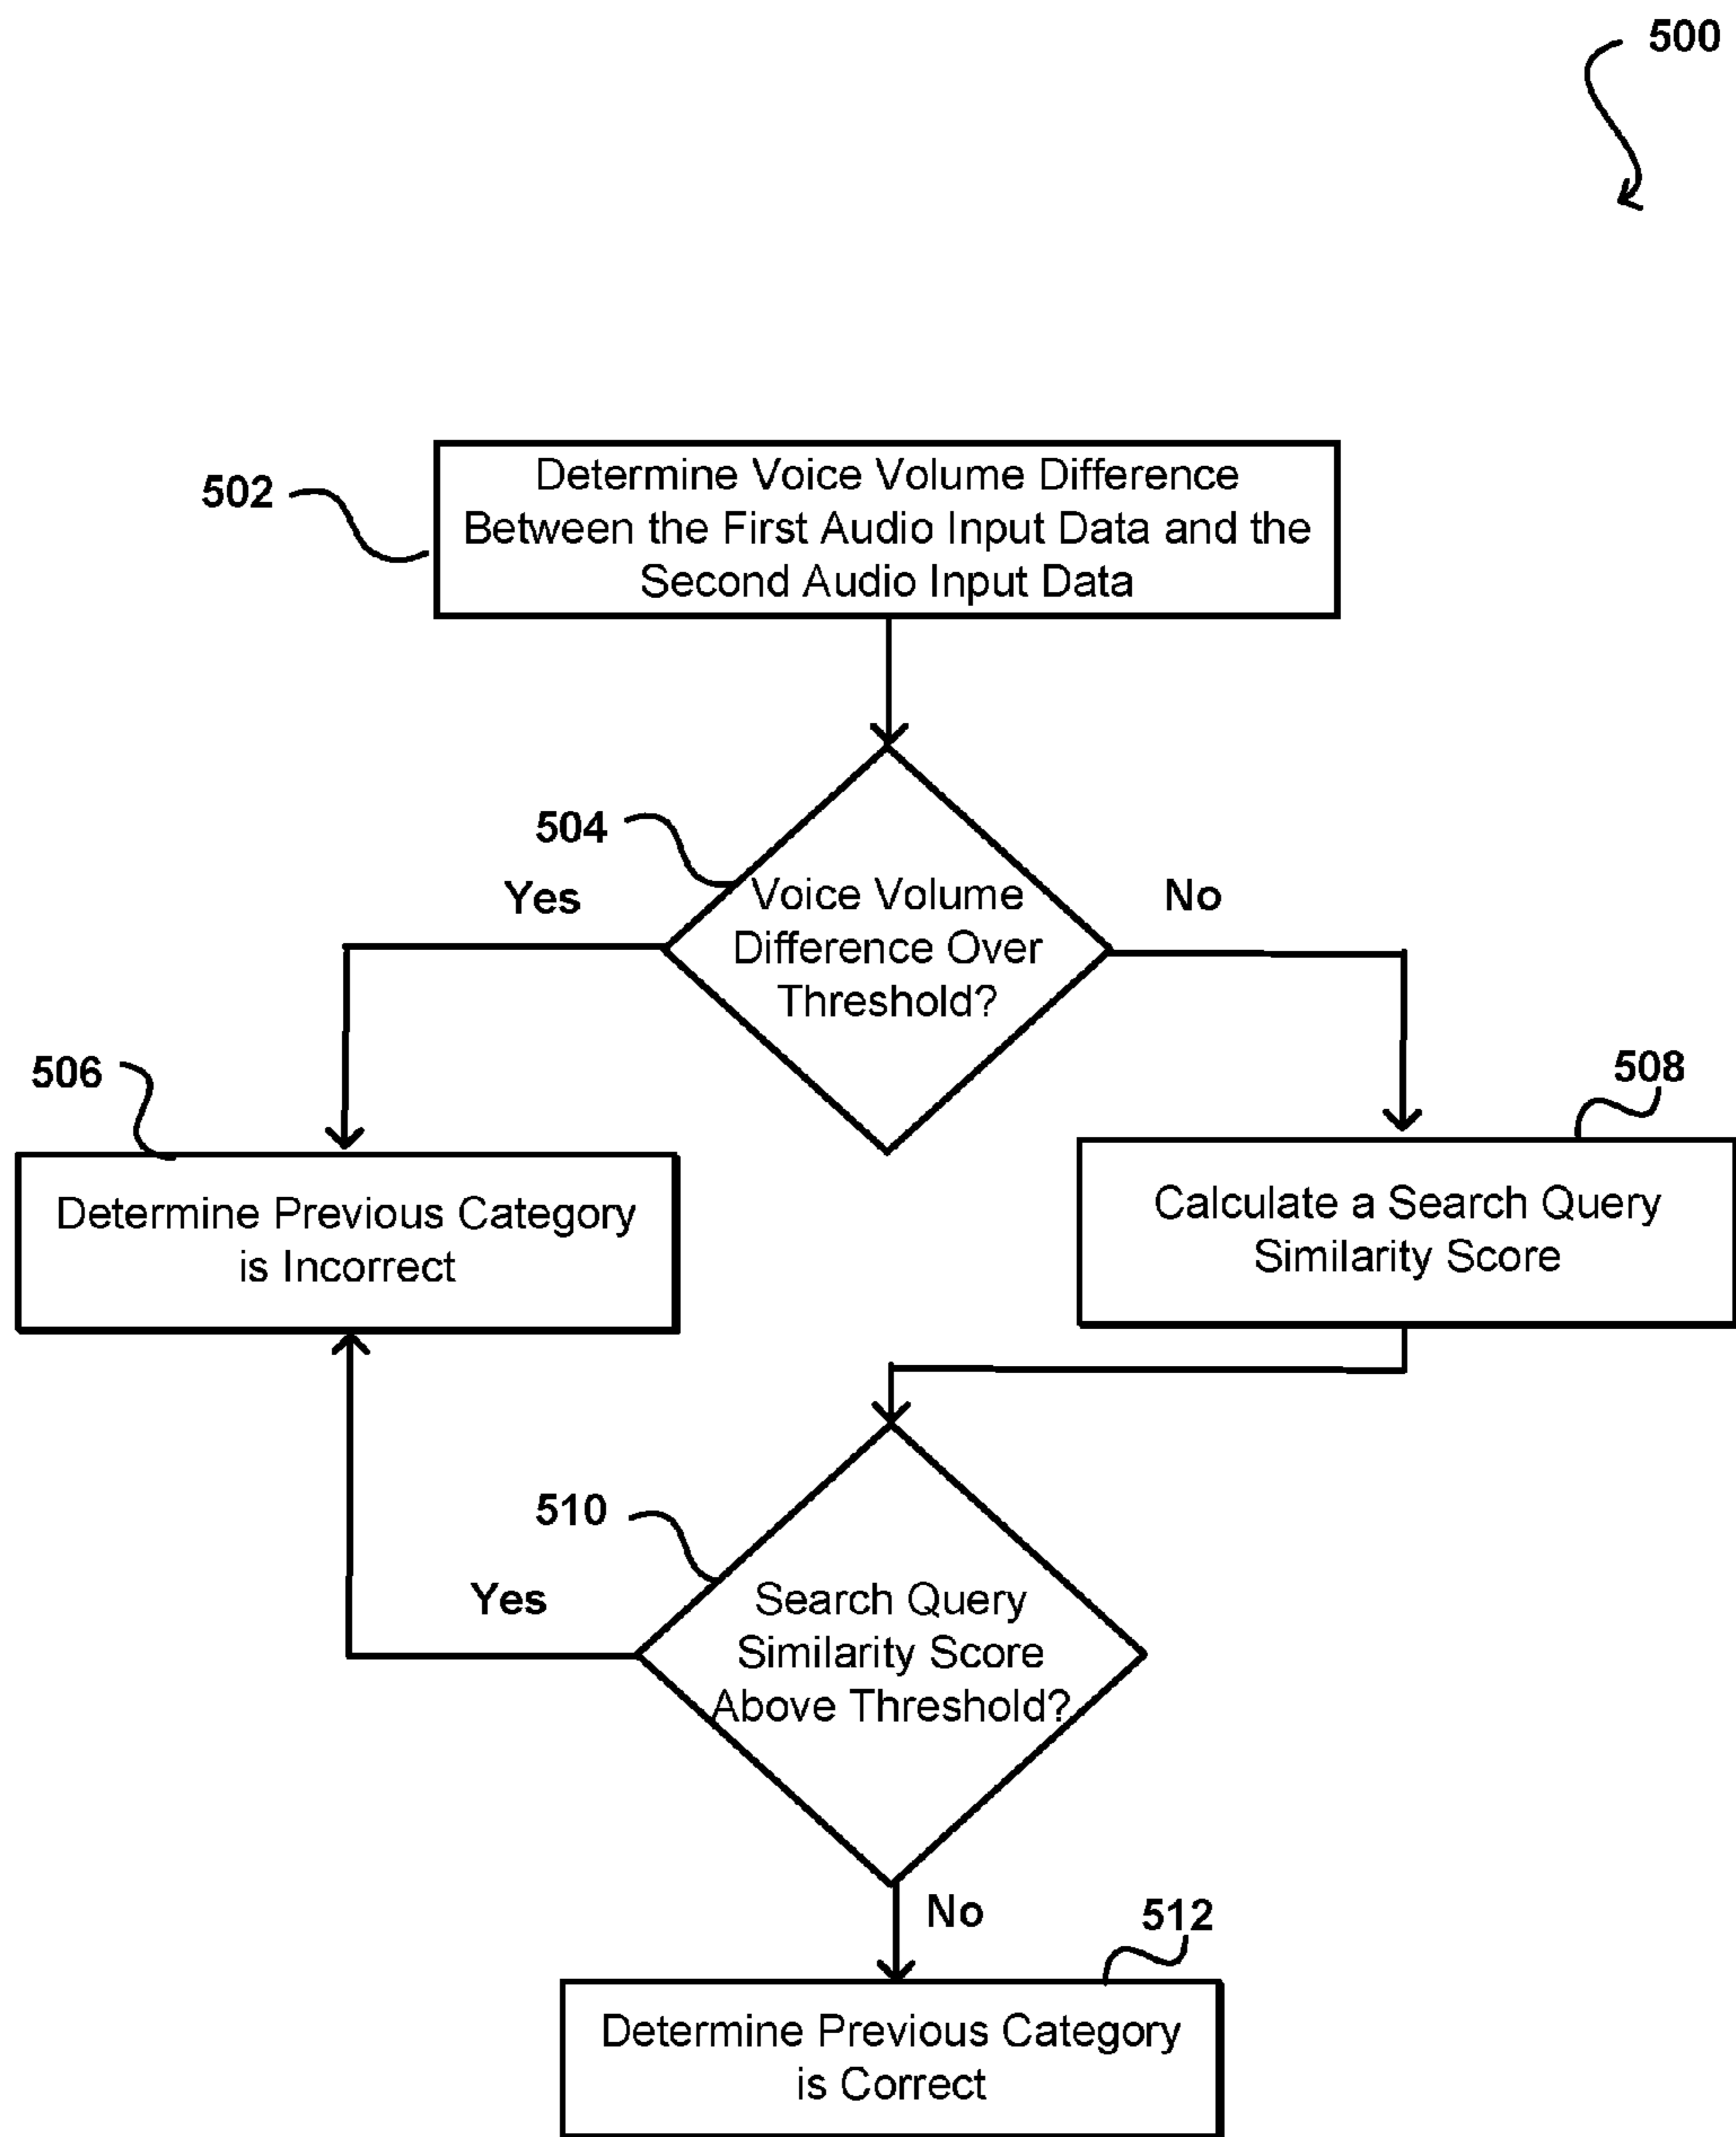 500
502
Determine Voice Volume Difference
Between the First Audio Input Data and the
Second Audio Input Data
504
Yes
No
Voice Volume
Difference Over
Threshold?
506
508
Determine Previous Category
is Incorrect
Calculate a Search Query
Similarity Score
510
Yes
Search Query
Similarity Score
Above Threshold?
No
512
Determine Previous Category
is Correct